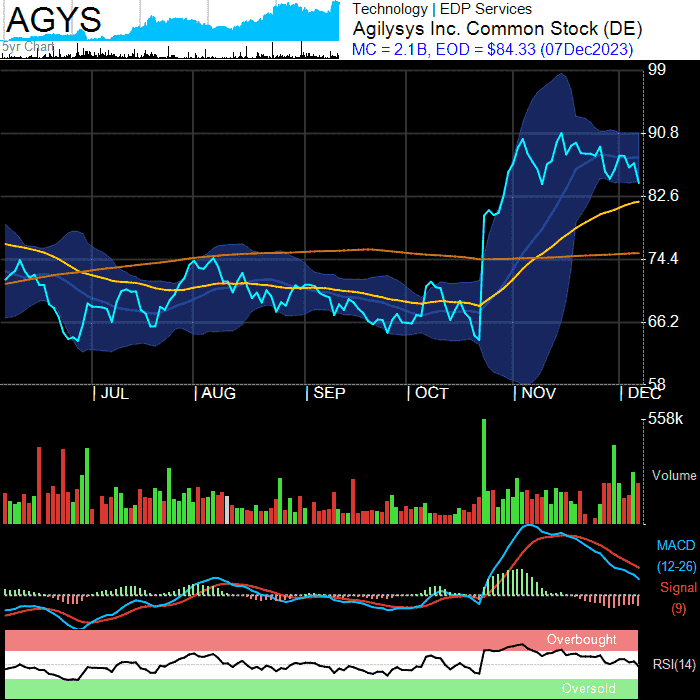 AGYS
5yr Chart
Technology | EDP Services
Agilysys Inc. Common Stock (DE)
MC = 2.1B, EOD = $84.33 (07Dec2023)
99
90.8
82.6
74.4
66.2
58
JUL
AUG
SEP
OCT
NOV
DEC
558k
Volume
MACD
(12-26)
Signal
(9)
Overbought
RSI(14)
Oversold